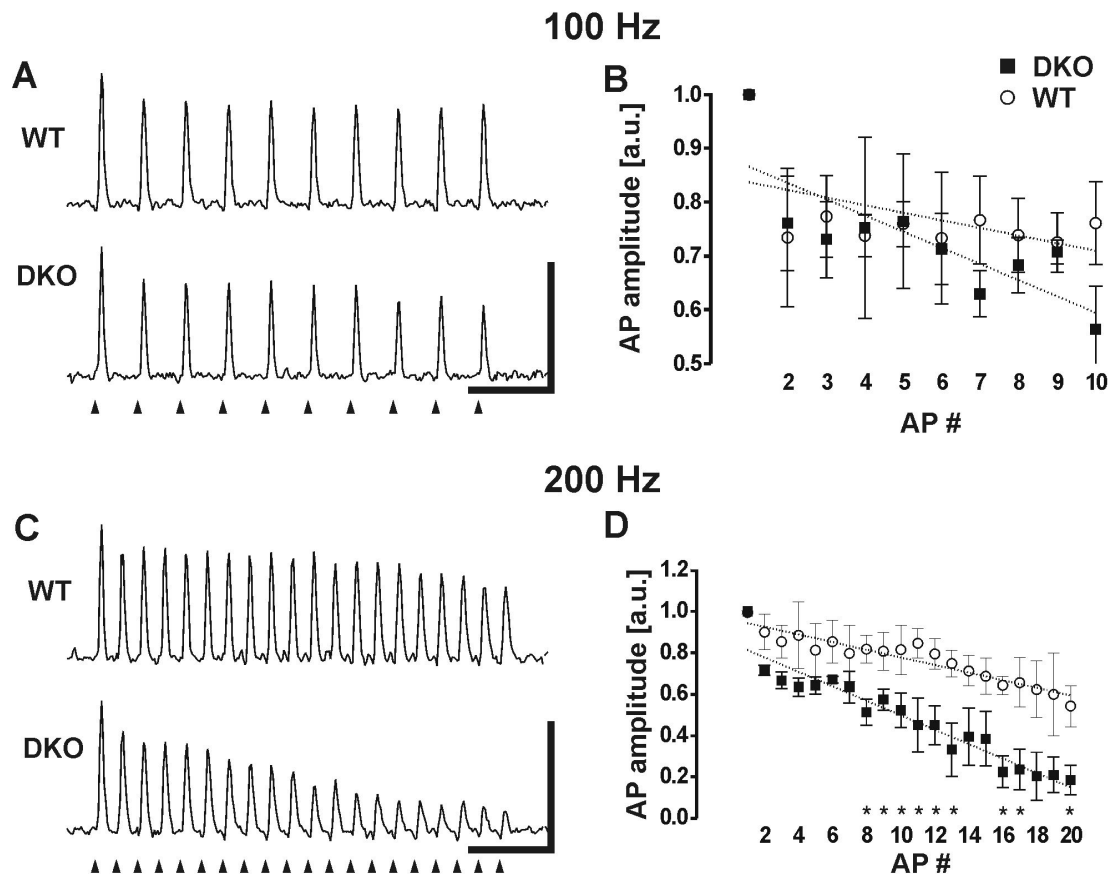 100 Hz
A
WT
DKO
B
DKO
WT
AP amplitude [a.u.]
1.0
0.9
0.8
0.7
0.6
0.5
2 3 4 5 6 7 8 9 10
AP #
200 Hz
C
WT
DKO
D
AP amplitude [a.u.]
1.2
1.0
0.8
0.6
0.4
0.2
0.0
* * * * * * * * *
2 4 6 8 10 12 14 16 18 20
AP #